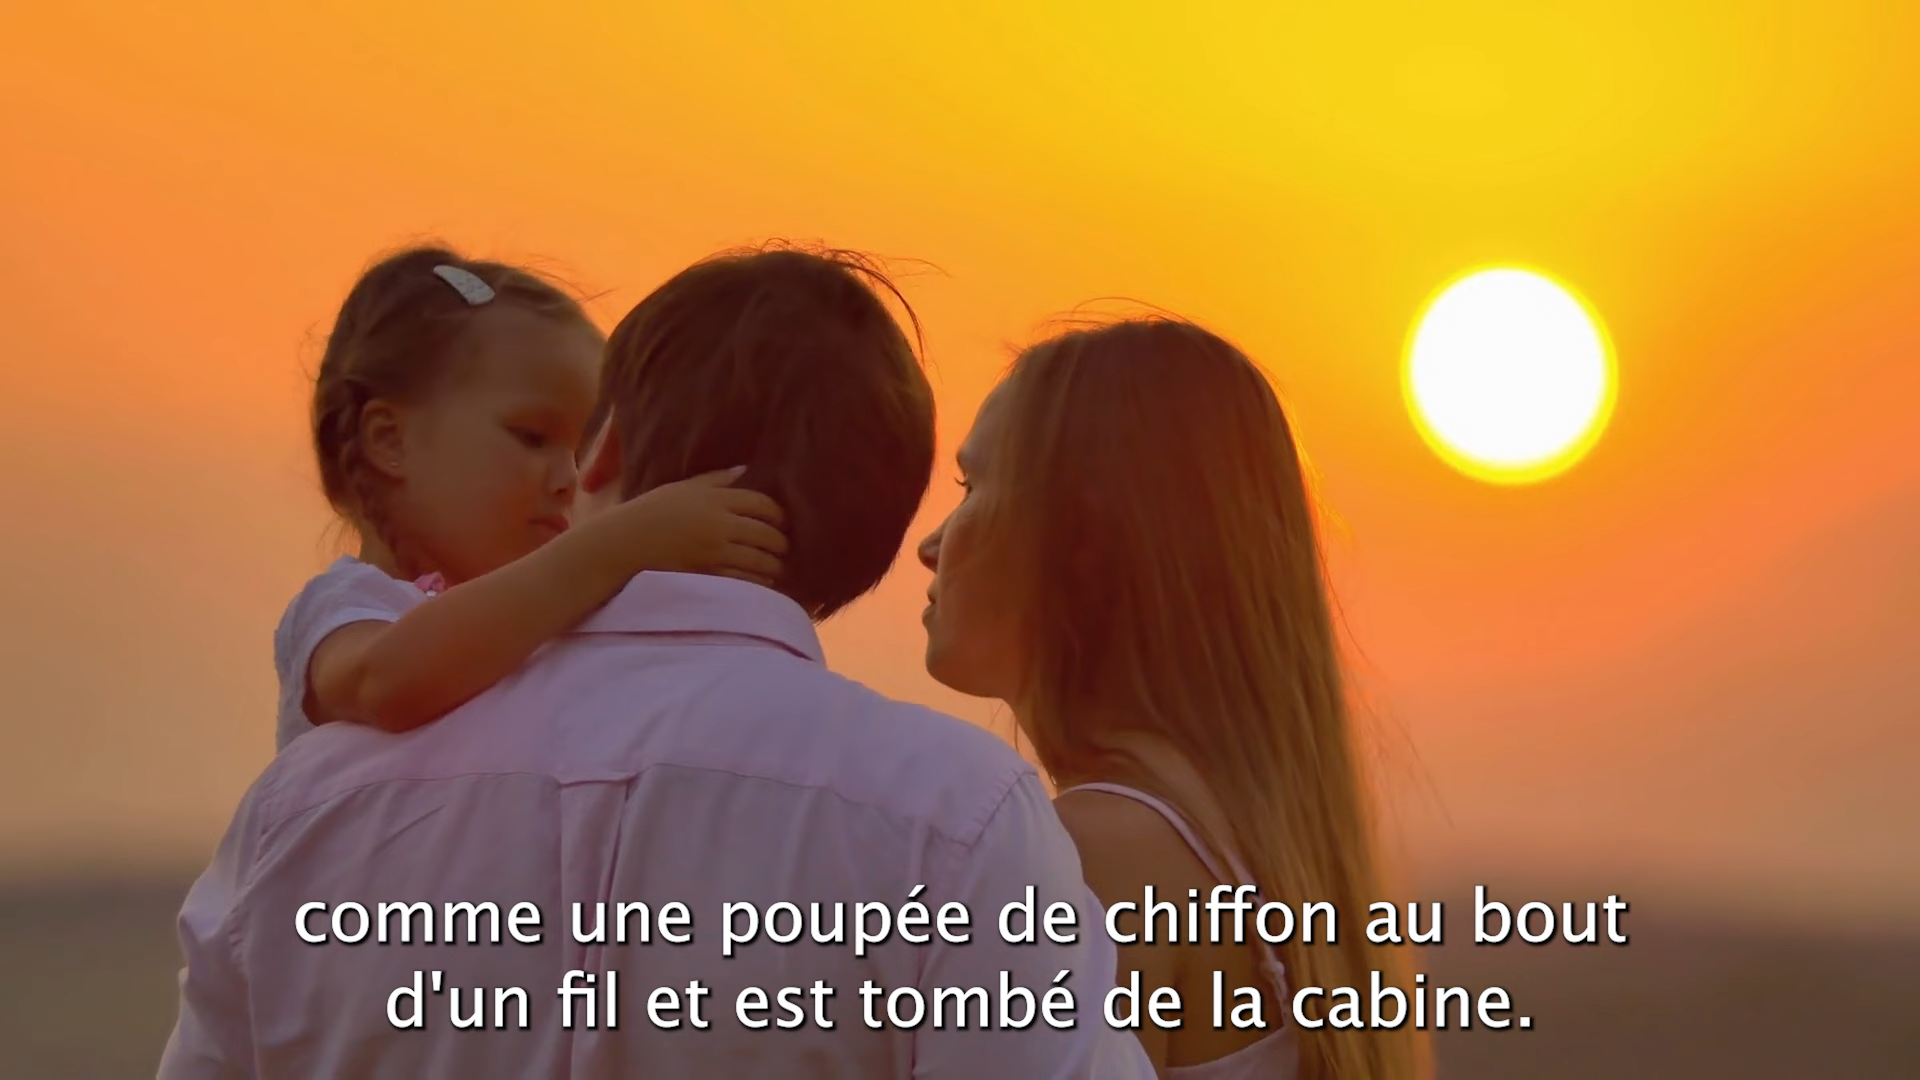 comme une poupée de chiffon au bout
d'un fil et est tombé de la cabine.